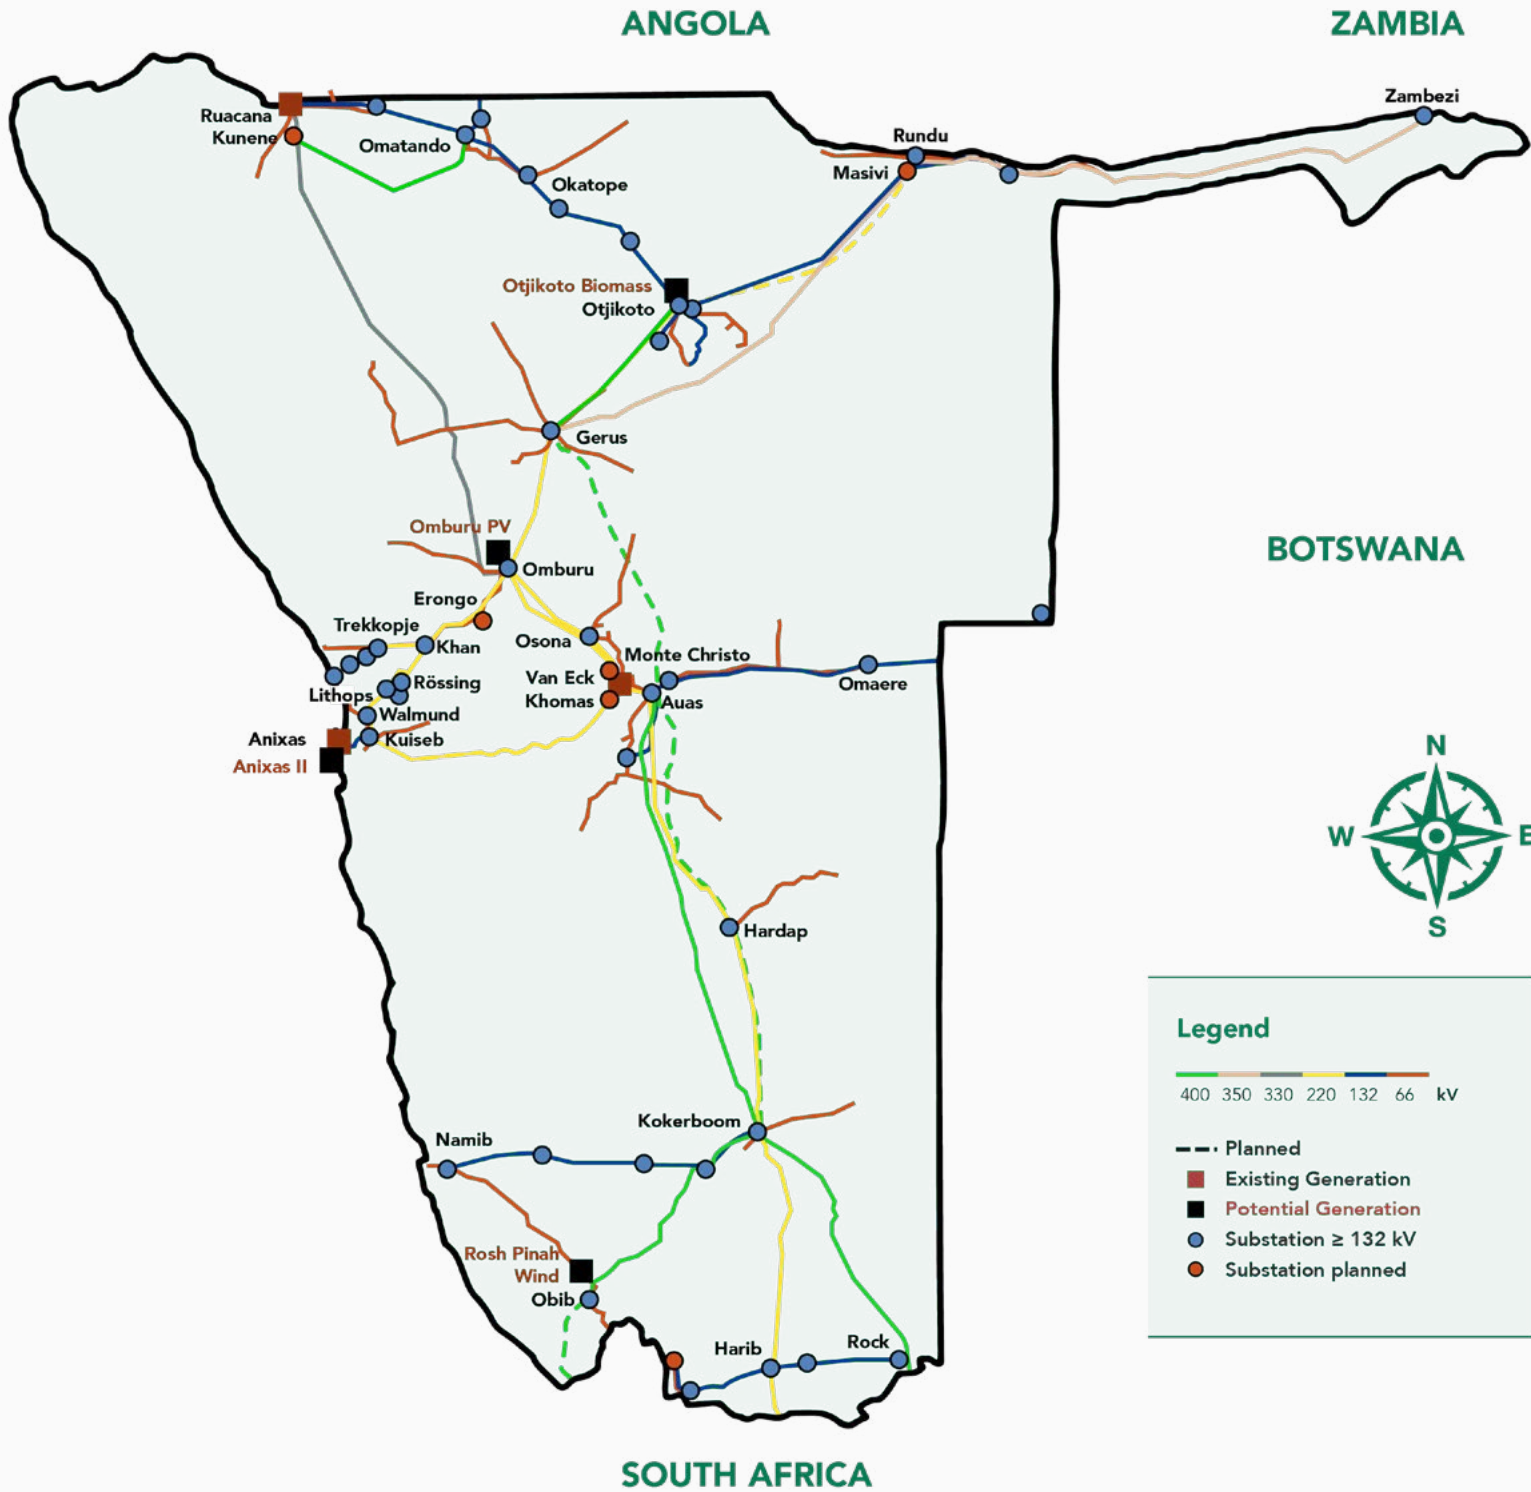 ANGOLA
ZAMBIA
Zambezi
Ruacana
Kunene
Omatando
Rundu
Masivi
Okatope
Otjikoto Biomass
Otjikoto
Gerus
Omburu PV
Omburu
BOTSWANA
Erongo
Trekkopje
Khan
Osona
Monte Christo
Van Eck
Khomas
Auas
Omaere
Lithops
Rössing
Walmund
Kuiseb
Anixas
Anixas II
N
W
E
S
Hardap
Legend
400 350 330 220 132 66 kV
Planned
Existing Generation
Potential Generation
Substation ≥ 132 kV
Substation planned
Kokerboom
Namib
Rosh Pinah
Wind
Obib
Harib
Rock
SOUTH AFRICA